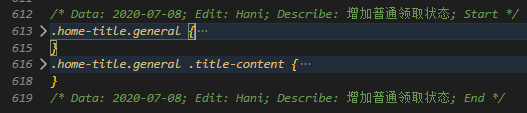 612 /* Data: 2020-07-08; Edit: Hani; Describe: 增加普通领取状态; Start */
613 .home-title.general {…
615 }
616 .home-title.general .title-content {…
618 }
619 /* Data: 2020-07-08; Edit: Hani; Describe: 增加普通领取状态; End */